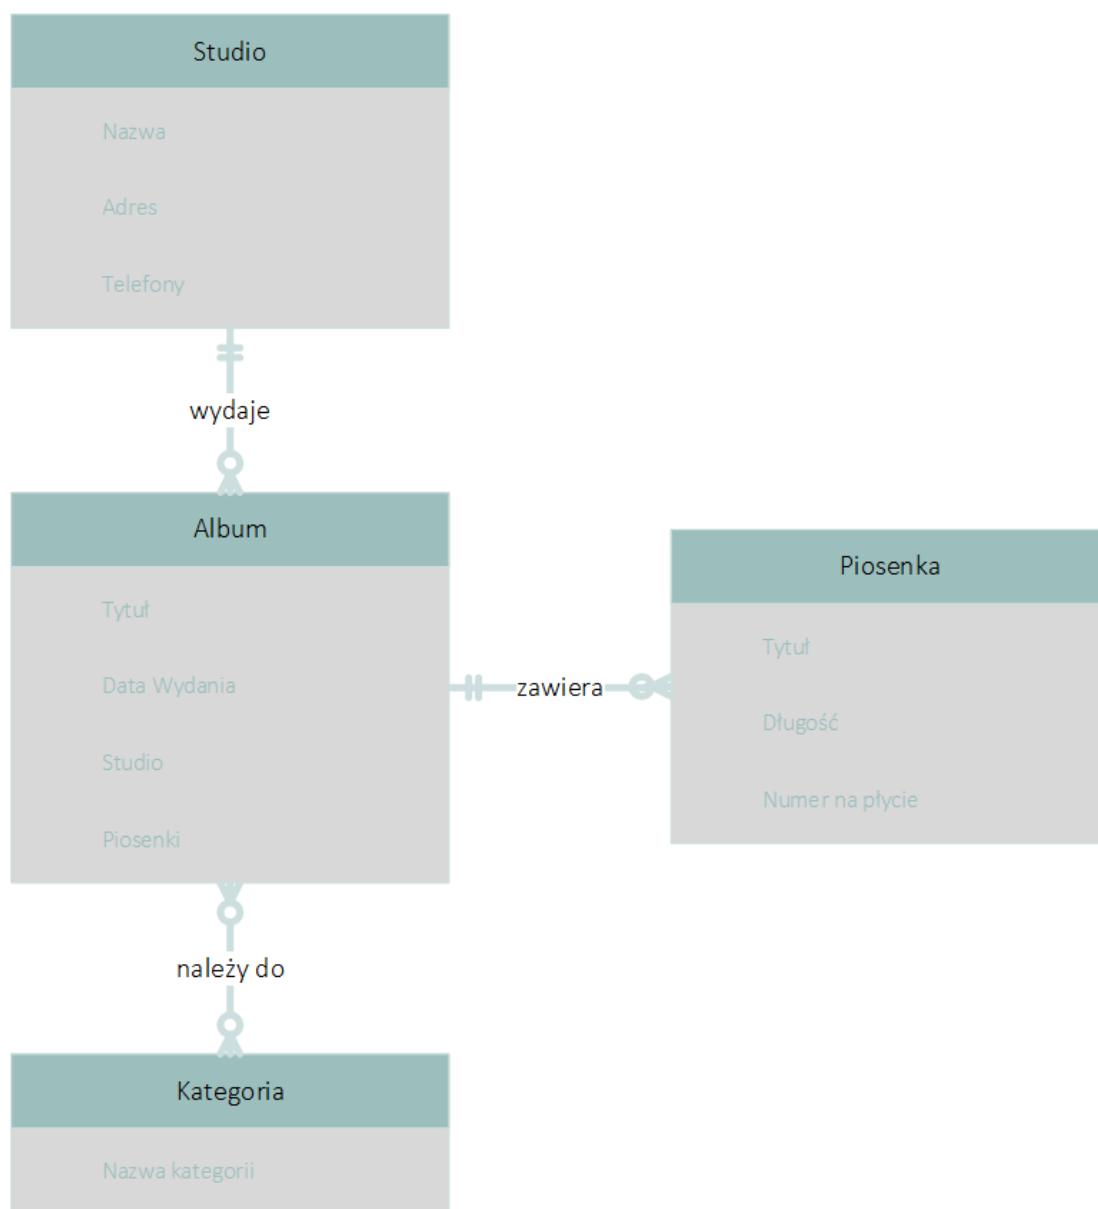 Studio
Nazwa
Adres
Telefony
wydaje
Album
Tytuł
Data Wydania
Studio
Piosenki
zawiera
Piosenka
Tytuł
Długość
Numer na płycie
należy do
Kategoria
Nazwa kategorii